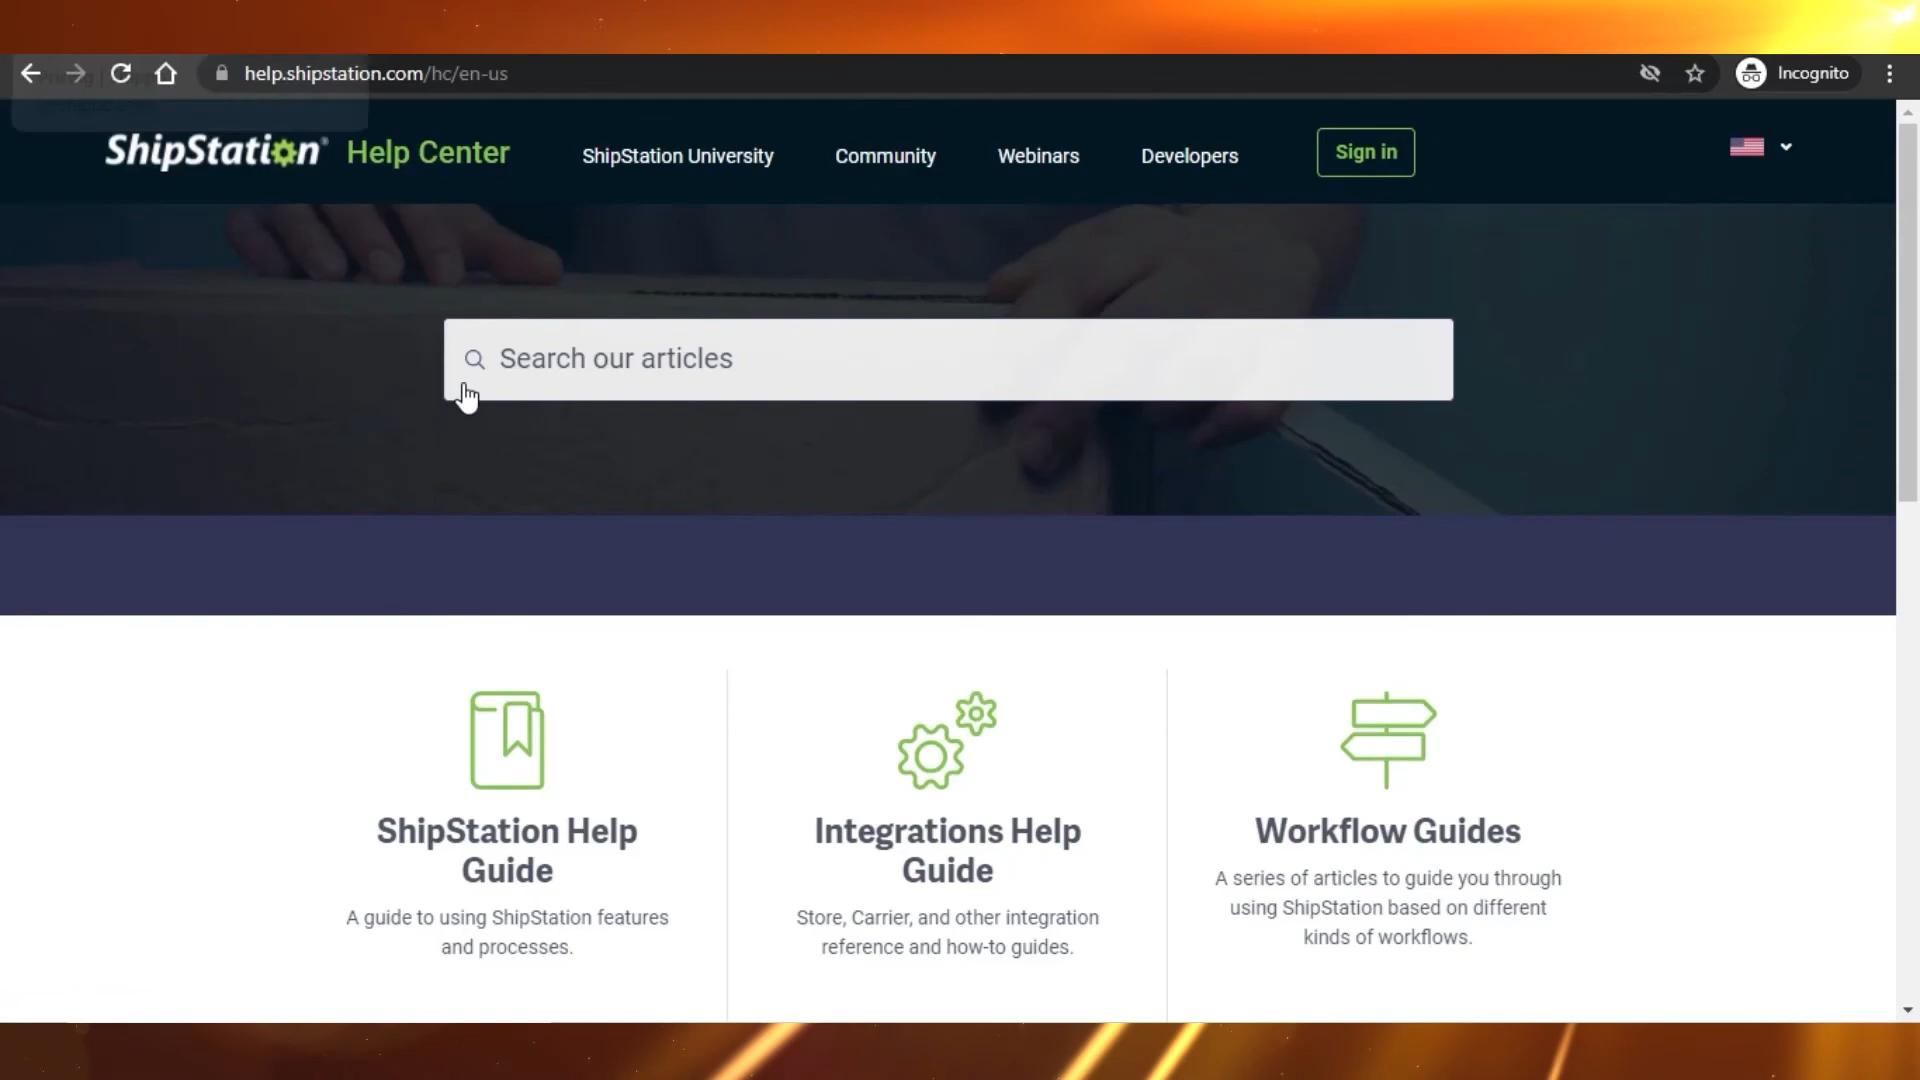 help.shipstation.com/hc/en-us
Incognito
ShipStation® Help Center
ShipStation University
Community
Webinars
Developers
Sign in
Search our articles
ShipStation Help
Guide
A guide to using ShipStation features
and processes.
Integrations Help
Guide
Store, Carrier, and other integration
reference and how-to guides.
Workflow Guides
A series of articles to guide you through
using ShipStation based on different
kinds of workflows.